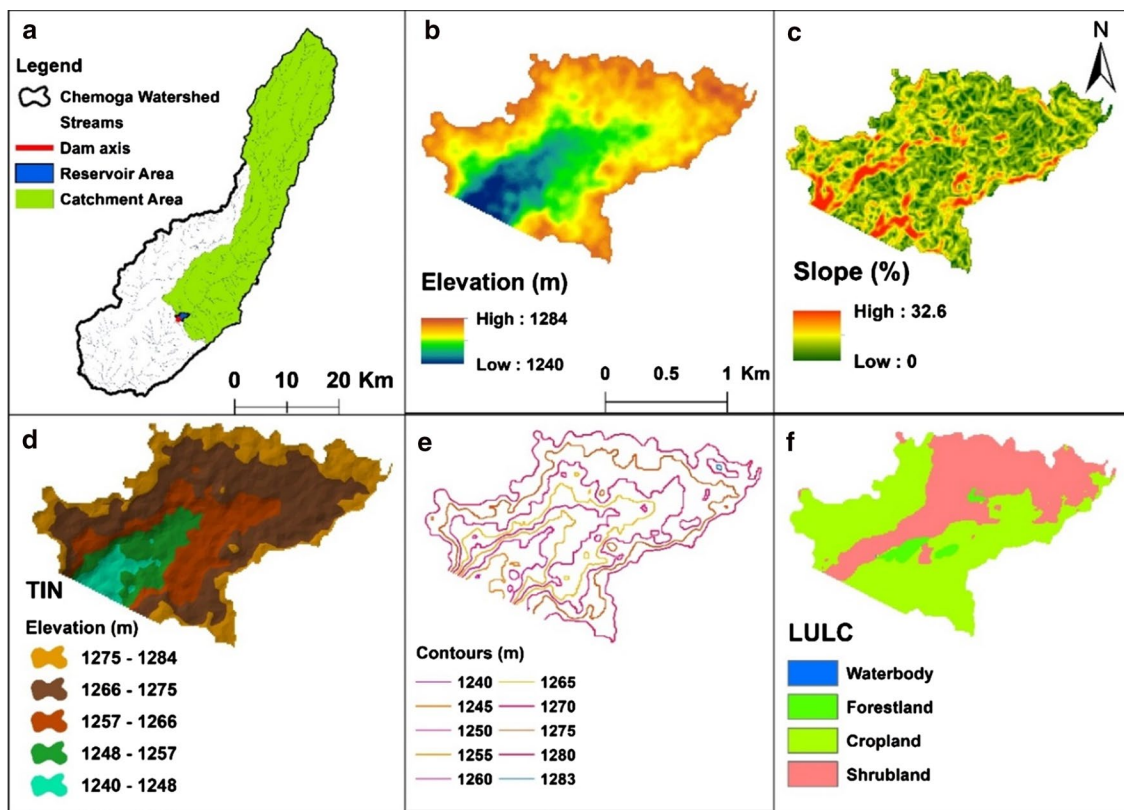 a
Legend
Chemoga Watershed
Streams
Dam axis
Reservoir Area
Catchment Area
0 10 20 Km
b
Elevation (m)
High : 1284
Low : 1240
0 0.5 1 Km
c
N
Slope (%)
High : 32.6
Low : 0
d
TIN
Elevation (m)
1275 - 1284
1266 - 1275
1257 - 1266
1248 - 1257
1240 - 1248
e
Contours (m)
1240 1265
1245 1270
1250 1275
1255 1280
1260 1283
f
LULC
Waterbody
Forestland
Cropland
Shrubland